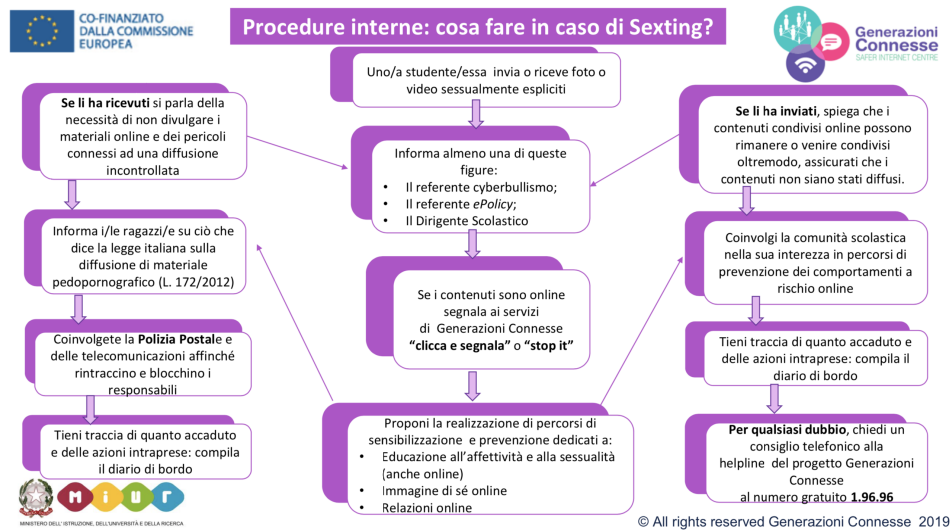 CO-FINANZIATO
DALLA COMMISSIONE
EUROPEA
Procedure interne: cosa fare in caso di Sexting?
Generazioni
Connesse
SAFER INTERNET CENTRE
Uno/a studente/essa invia o riceve foto o
video sessualmente espliciti
Se li ha ricevuti si parla della
necessità di non divulgare i
materiali online e dei pericoli
connessi ad una diffusione
incontrollata
Informa i/le ragazzi/e su ciò che
dice la legge italiana sulla
diffusione di materiale
pedopornografico (L. 172/2012)
Coinvolgete la Polizia Postale e
delle telecomunicazioni affinché
rintraccino e blocchino i
responsabili
Tieni traccia di quanto accaduto
e delle azioni intraprese: compila
il diario di bordo
Informa almeno una di queste
figure:
• Il referente cyberbullismo;
• Il referente ePolicy;
• Il Dirigente Scolastico
Se i contenuti sono online
segnala ai servizi
di Generazioni Connesse
“clicca e segnala” o “stop it”
Proponi la realizzazione di percorsi di
sensibilizzazione e prevenzione dedicati a:
• Educazione all’affettività e alla sessualità
(anche online)
• Immagine di sé online
• Relazioni online
Se li ha inviati, spiega che i
contenuti condivisi online possono
rimanere o venire condivisi
oltremodo, assicurati che i
contenuti non siano stati diffusi.
Coinvolgi la comunità scolastica
nella sua interezza in percorsi di
prevenzione dei comportamenti a
rischio online
Tieni traccia di quanto accaduto e
delle azioni intraprese: compila il
diario di bordo
Per qualsiasi dubbio, chiedi un
consiglio telefonico alla
helpline del progetto Generazioni
Connesse
al numero gratuito 1.96.96
miur
MINISTERO DELL’ ISTRUZIONE, DELL’UNIVERSITÀ E DELLA RICERCA
© All rights reserved Generazioni Connesse 2019